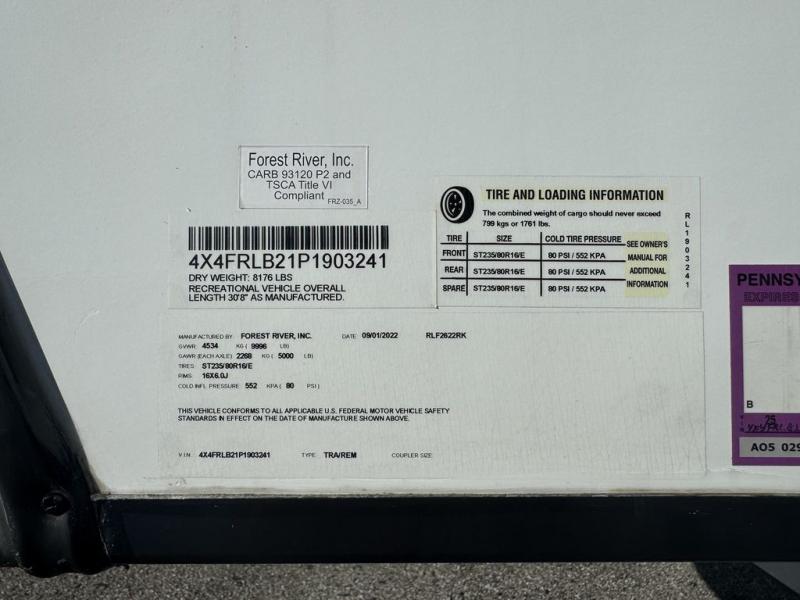 Forest River, Inc.
CARB 93120 P2 and
TSCA Title VI
Compliant
FRZ-035_A
4X4FRLB21P1903241
DRY WEIGHT: 8176 LBS
RECREATIONAL VEHICLE OVERALL
LENGTH 30'8" AS MANUFACTURED.
TIRE AND LOADING INFORMATION
The combined weight of cargo should never exceed
799 kgs or 1761 lbs.
TIRE SIZE COLD TIRE PRESSURE
FRONT ST235/80R16/E 80 PSI / 552 KPA
REAR ST235/80R16/E 80 PSI / 552 KPA
SPARE ST235/80R16/E 80 PSI / 552 KPA
SEE OWNER'S
MANUAL FOR
ADDITIONAL
INFORMATION
RL1903241
MANUFACTURED BY: FOREST RIVER, INC. DATE: 09/01/2022 RLF2622RK
GVWR: 4534 KG ( 9996 LB)
GAWR (EACH AXLE) 2268 KG ( 5000 LB)
TIRES: ST235/80R16/E
RIMS: 16X6.0J
COLD INFL. PRESSURE: 552 KPA ( 80 PSI )
THIS VEHICLE CONFORMS TO ALL APPLICABLE U.S. FEDERAL MOTOR VEHICLE SAFETY
STANDARDS IN EFFECT ON THE DATE OF MANUFACTURE SHOWN ABOVE.
V.I.N. 4X4FRLB21P1903241 TYPE: TRA/REM COUPLER SIZE:
PENNSY
EXPIRES
B
25
AO5 029